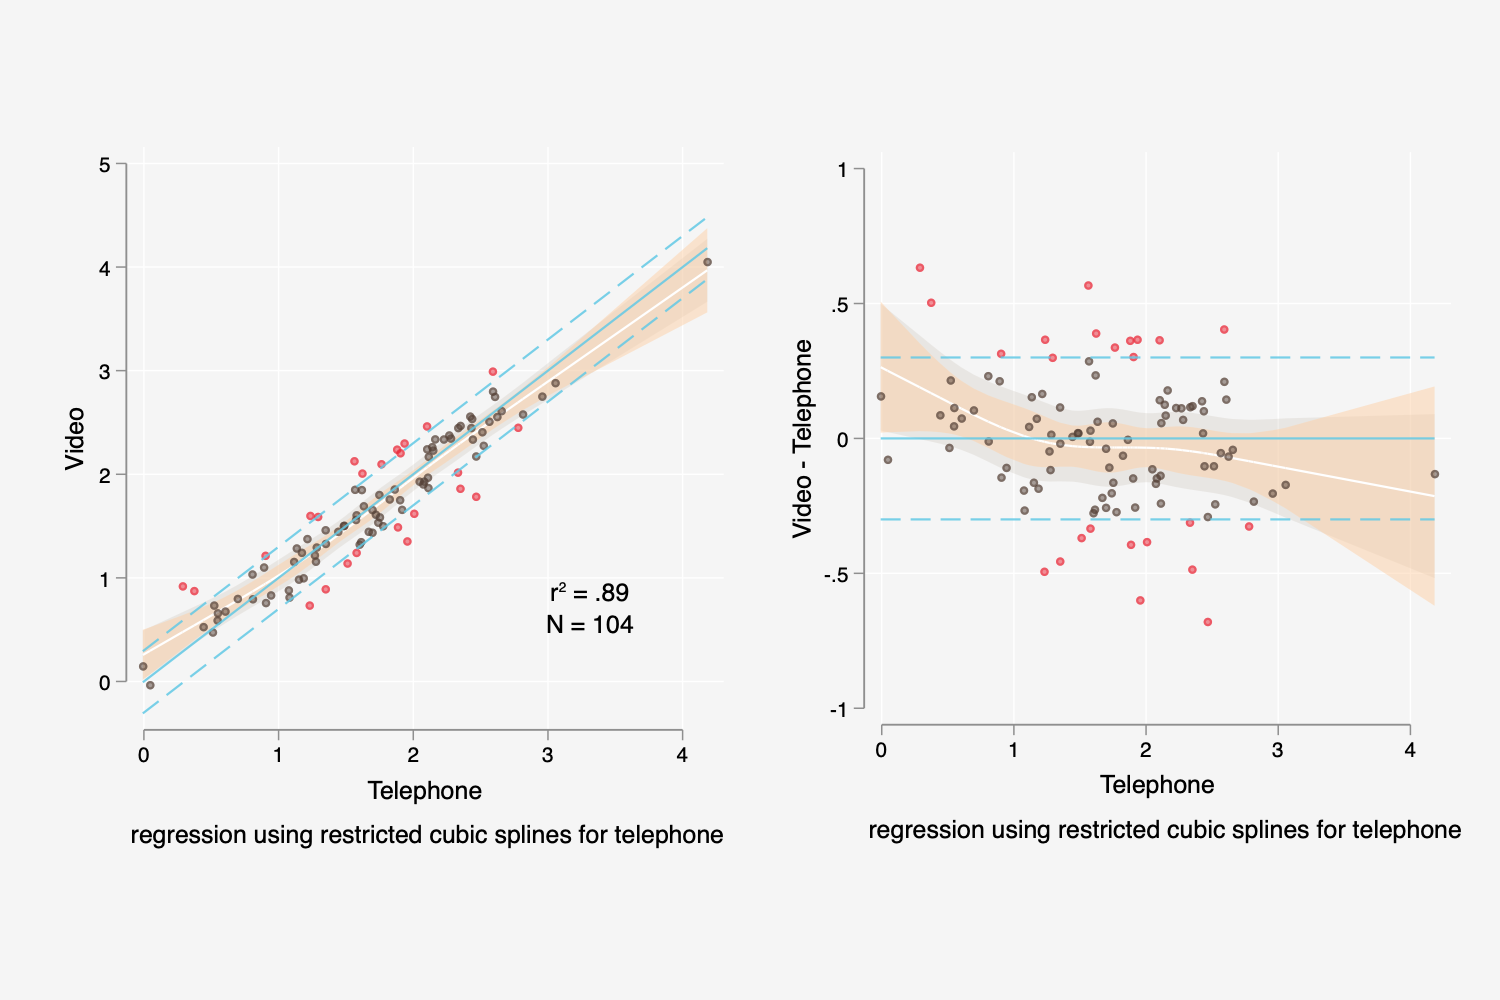 5
4
3
2
1
0
Video
r² = .89
N = 104
0 1 2 3 4
Telephone
regression using restricted cubic splines for telephone
1
.5
0
-.5
-1
Video - Telephone
0 1 2 3 4
Telephone
regression using restricted cubic splines for telephone